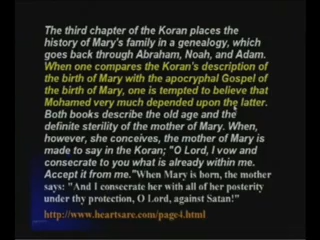 The third chapter of the Koran places the
history of Mary's family in a genealogy, which
goes back through Abraham, Noah, and Adam.
When one compares the Koran's description of
the birth of Mary with the apocryphal Gospel of
the birth of Mary, one is tempted to believe that
Mohamed very much depended upon the latter.
Both books describe the old age and the
definite sterility of the mother of Mary. When,
however, she conceives, the mother of Mary is
made to say in the Koran; "O Lord, I vow and
consecrate to you what is already within me.
Accept it from me."When Mary is born, the mother
says: "And I consecrate her with all of her posterity
under thy protection, O Lord, against Satan!"
http://www.heartsare.com/page4.html